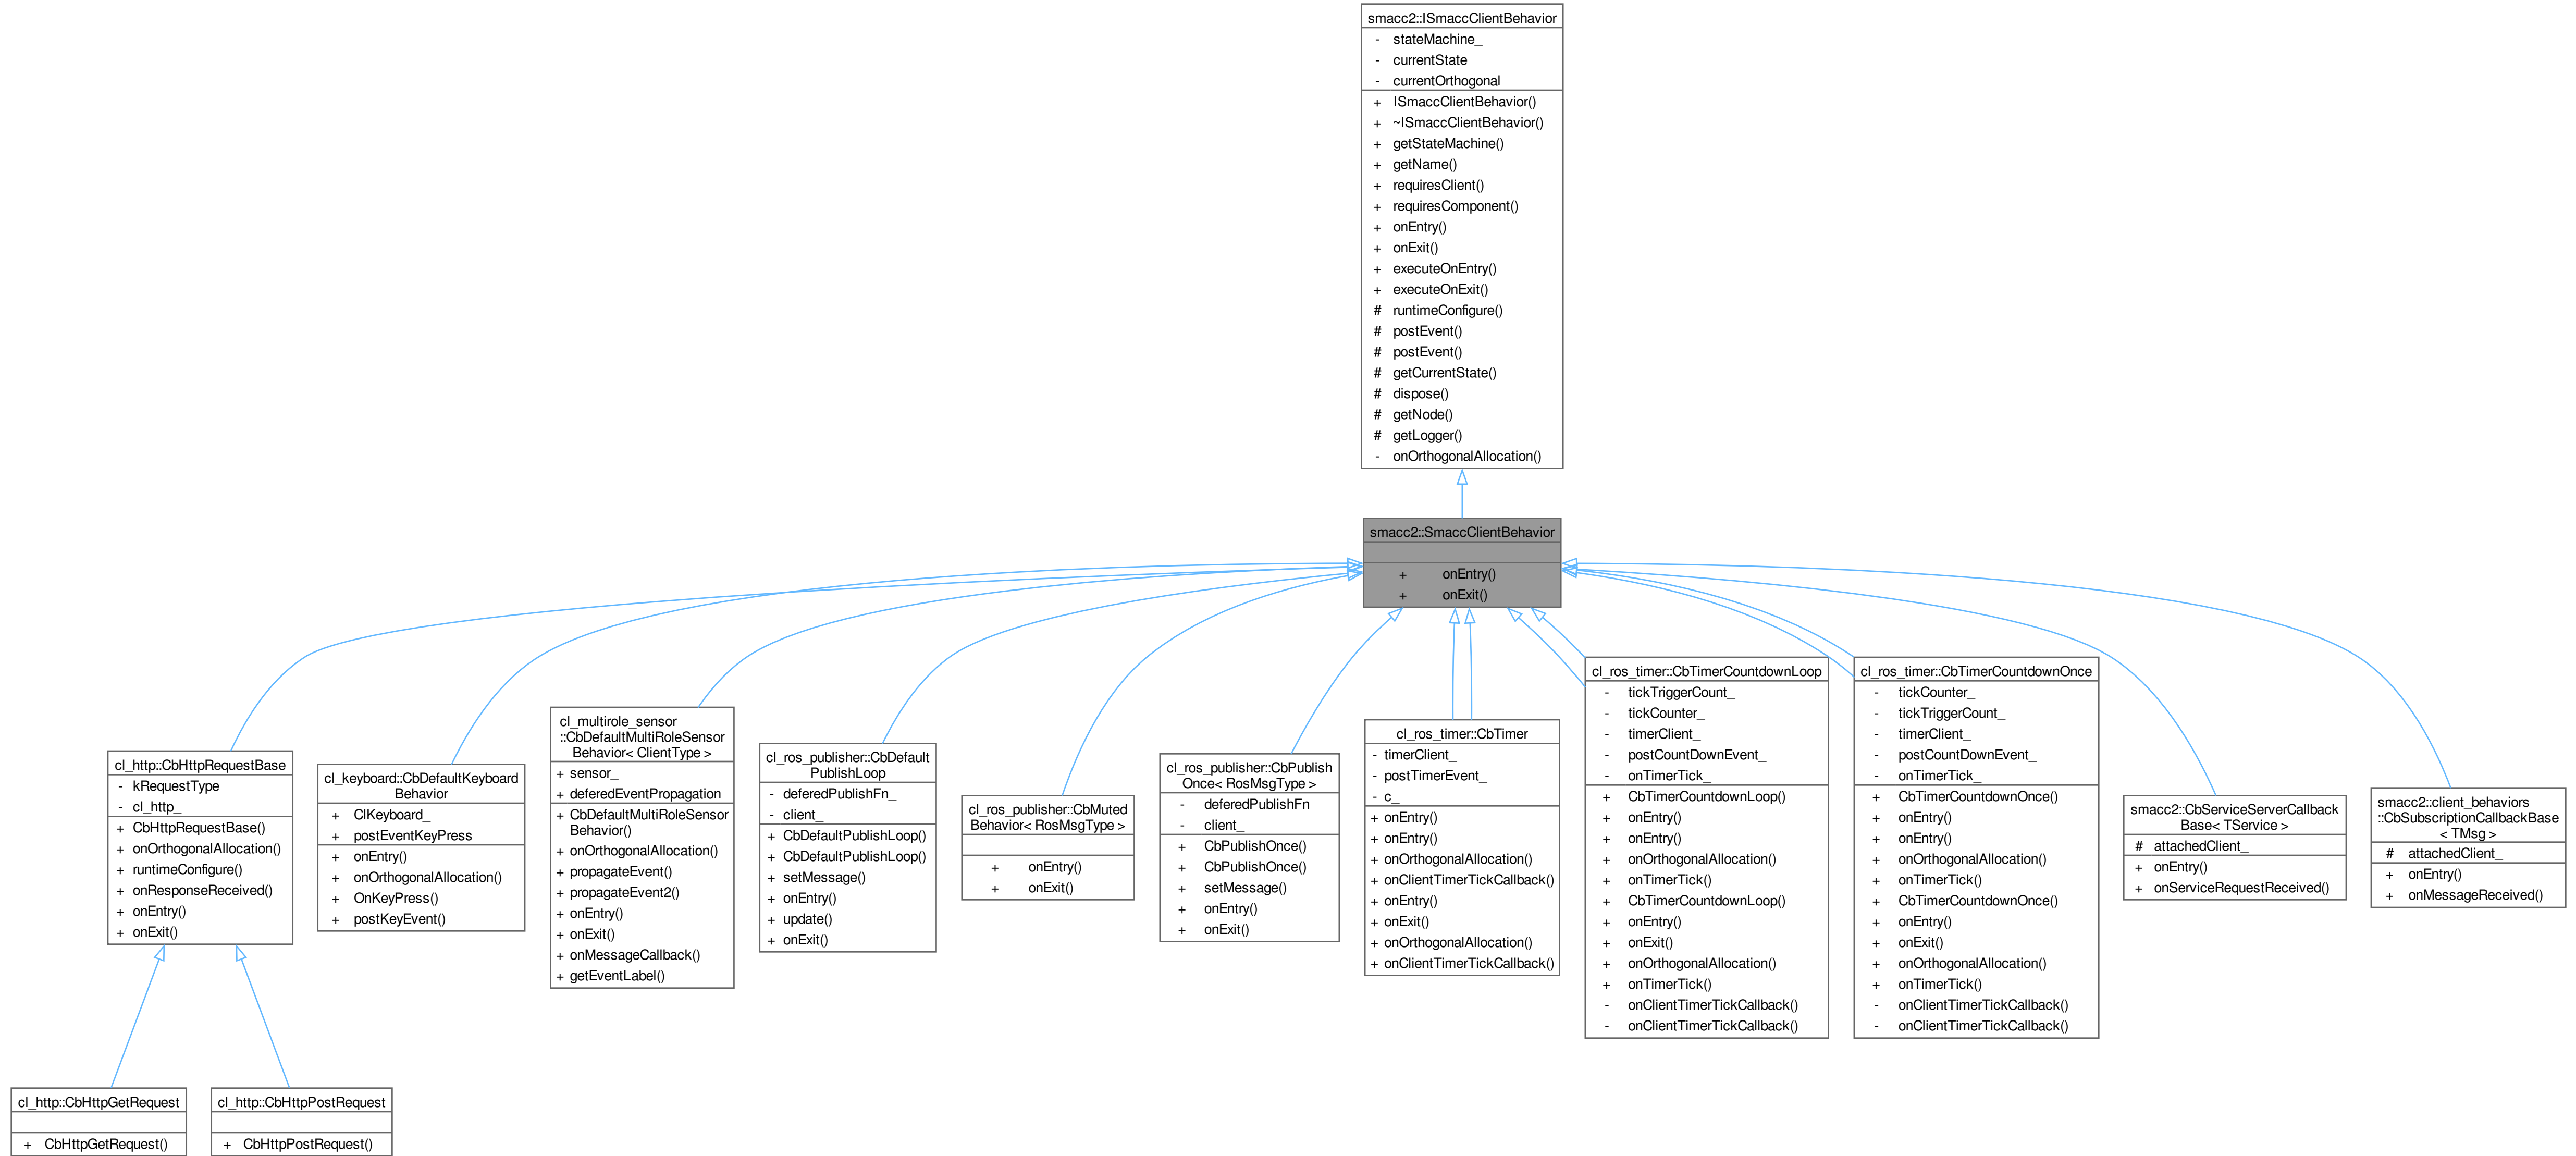 smacc2::ISmaccClientBehavior
- stateMachine_
- currentState
- currentOrthogonal
+ ISmaccClientBehavior()
+ ~ISmaccClientBehavior()
+ getStateMachine()
+ getName()
+ requiresClient()
+ requiresComponent()
+ onEntry()
+ onExit()
+ executeOnEntry()
+ executeOnExit()
# runtimeConfigure()
# postEvent()
# postEvent()
# getCurrentState()
# dispose()
# getNode()
# getLogger()
- onOrthogonalAllocation()
smacc2::SmaccClientBehavior
+ onEntry()
+ onExit()
cl_http::CbHttpRequestBase
- kRequestType
- cl_http_
+ CbHttpRequestBase()
+ onOrthogonalAllocation()
+ runtimeConfigure()
+ onResponseReceived()
+ onEntry()
+ onExit()
cl_keyboard::CbDefaultKeyboard
Behavior
+ ClKeyboard_
+ postEventKeyPress
+ onEntry()
+ onOrthogonalAllocation()
+ OnKeyPress()
+ postKeyEvent()
cl_multirole_sensor
::CbDefaultMultiRoleSensor
Behavior< ClientType >
+ sensor_
+ deferedEventPropagation
+ CbDefaultMultiRoleSensor
Behavior()
+ onOrthogonalAllocation()
+ propagateEvent()
+ propagateEvent2()
+ onEntry()
+ onExit()
+ onMessageCallback()
+ getEventLabel()
cl_ros_publisher::CbDefault
PublishLoop
- deferedPublishFn_
- client_
+ CbDefaultPublishLoop()
+ CbDefaultPublishLoop()
+ setMessage()
+ onEntry()
+ update()
+ onExit()
cl_ros_publisher::CbMuted
Behavior< RosMsgType >
+ onEntry()
+ onExit()
cl_ros_publisher::CbPublish
Once< RosMsgType >
- deferedPublishFn
- client_
+ CbPublishOnce()
+ CbPublishOnce()
+ setMessage()
+ onEntry()
+ onExit()
cl_ros_timer::CbTimer
- timerClient_
- postTimerEvent_
- c_
+ onEntry()
+ onEntry()
+ onOrthogonalAllocation()
+ onClientTimerTickCallback()
+ onEntry()
+ onExit()
+ onOrthogonalAllocation()
+ onClientTimerTickCallback()
cl_ros_timer::CbTimerCountdownLoop
- tickTriggerCount_
- tickCounter_
- timerClient_
- postCountDownEvent_
- onTimerTick_
+ CbTimerCountdownLoop()
+ onEntry()
+ onEntry()
+ onOrthogonalAllocation()
+ onTimerTick()
+ CbTimerCountdownLoop()
+ onEntry()
+ onExit()
+ onOrthogonalAllocation()
+ onTimerTick()
- onClientTimerTickCallback()
- onClientTimerTickCallback()
cl_ros_timer::CbTimerCountdownOnce
- tickCounter_
- tickTriggerCount_
- timerClient_
- postCountDownEvent_
- onTimerTick_
+ CbTimerCountdownOnce()
+ onEntry()
+ onEntry()
+ onOrthogonalAllocation()
+ onTimerTick()
+ CbTimerCountdownOnce()
+ onEntry()
+ onExit()
+ onOrthogonalAllocation()
+ onTimerTick()
- onClientTimerTickCallback()
- onClientTimerTickCallback()
smacc2::CbServiceServerCallback
Base< TService >
# attachedClient_
+ onEntry()
+ onServiceRequestReceived()
smacc2::client_behaviors
::CbSubscriptionCallbackBase
< TMsg >
# attachedClient_
+ onEntry()
+ onMessageReceived()
cl_http::CbHttpGetRequest
+ CbHttpGetRequest()
cl_http::CbHttpPostRequest
+ CbHttpPostRequest()